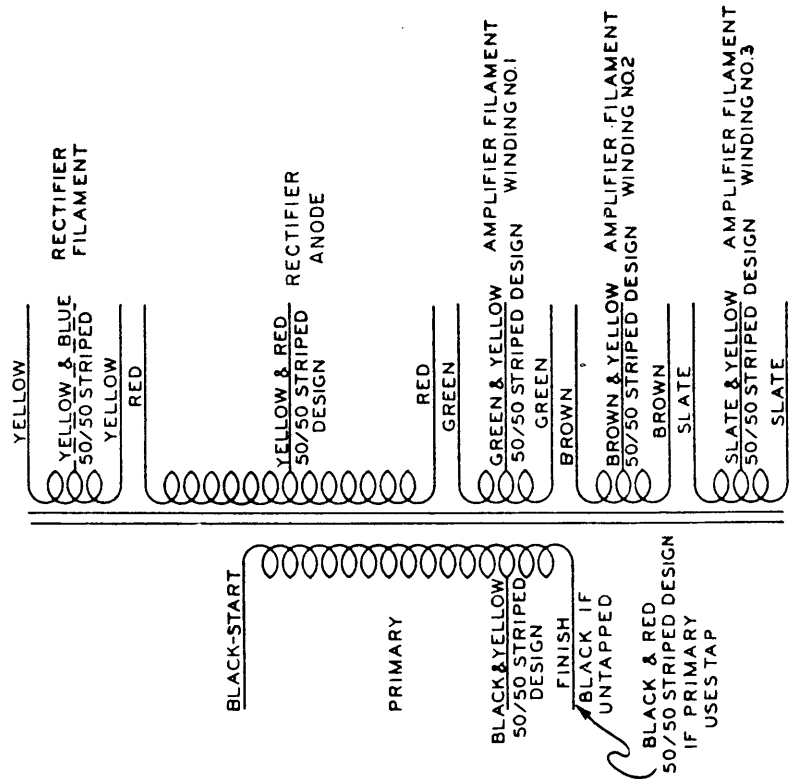 BLACK-START
PRIMARY
BLACK&YELLOW
50/50 STRIPED
DESIGN
FINISH
BLACK IF
UNTAPPED
BLACK & RED
50/50 STRIPED DESIGN
IF PRIMARY
USES TAP
YELLOW
YELLOW & BLUE
50/50 STRIPED
YELLOW
RECTIFIER
FILAMENT
RED
YELLOW & RED
50/50 STRIPED
DESIGN
RECTIFIER
ANODE
RED
GREEN
GREEN & YELLOW AMPLIFIER FILAMENT
50/50 STRIPED DESIGN WINDING NO.1
GREEN
BROWN
BROWN & YELLOW AMPLIFIER FILAMENT
50/50 STRIPED DESIGN WINDING NO.2
BROWN
SLATE
SLATE & YELLOW AMPLIFIER FILAMENT
50/50 STRIPED DESIGN WINDING NO.3
SLATE